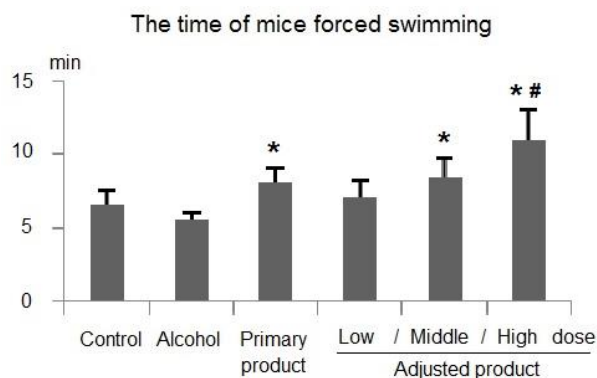 The time of mice forced swimming
min
15
* #
*
*
10
5
0
Control Alcohol Primary product Low / Middle / High dose
Adjusted product